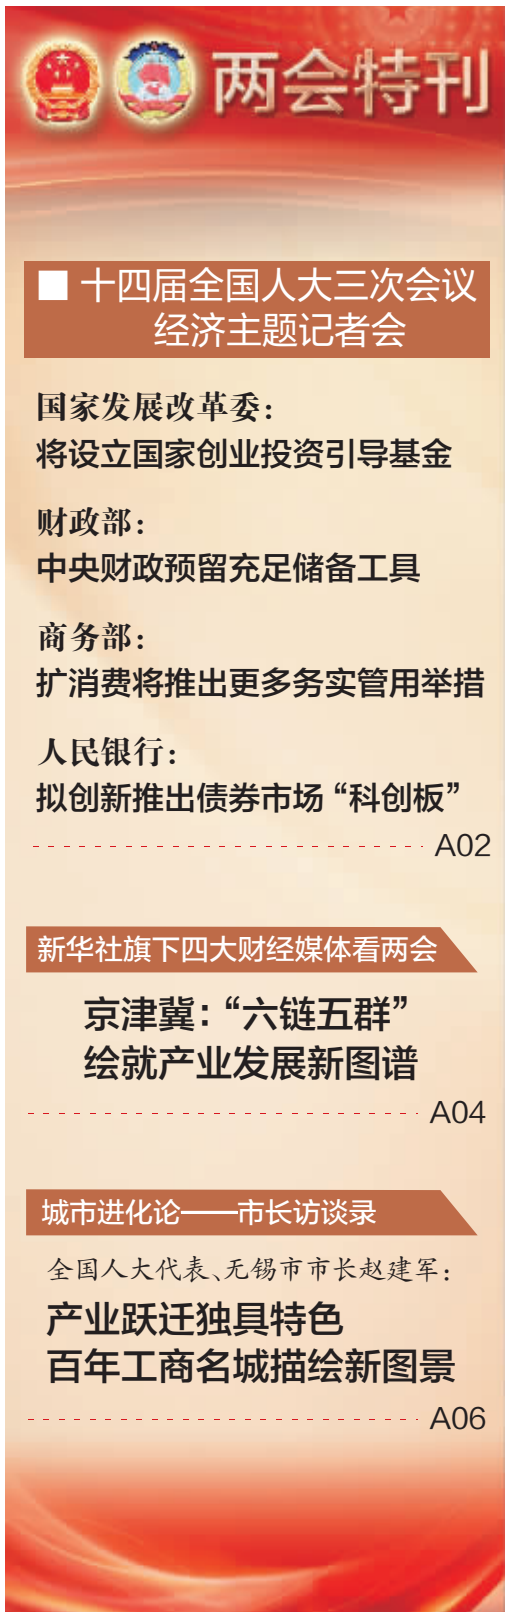 两会特刊
■ 十四届全国人大三次会议
经济主题记者会
国家发展改革委：
将设立国家创业投资引导基金
财政部：
中央财政预留充足储备工具
商务部：
扩消费将推出更多务实管用举措
人民银行：
拟创新推出债券市场“科创板”
A02
新华社旗下四大财经媒体看两会
京津冀：“六链五群”
绘就产业发展新图谱
A04
城市进化论——市长访谈录
全国人大代表、无锡市市长赵建军：
产业跃迁独具特色
百年工商名城描绘新图景
A06